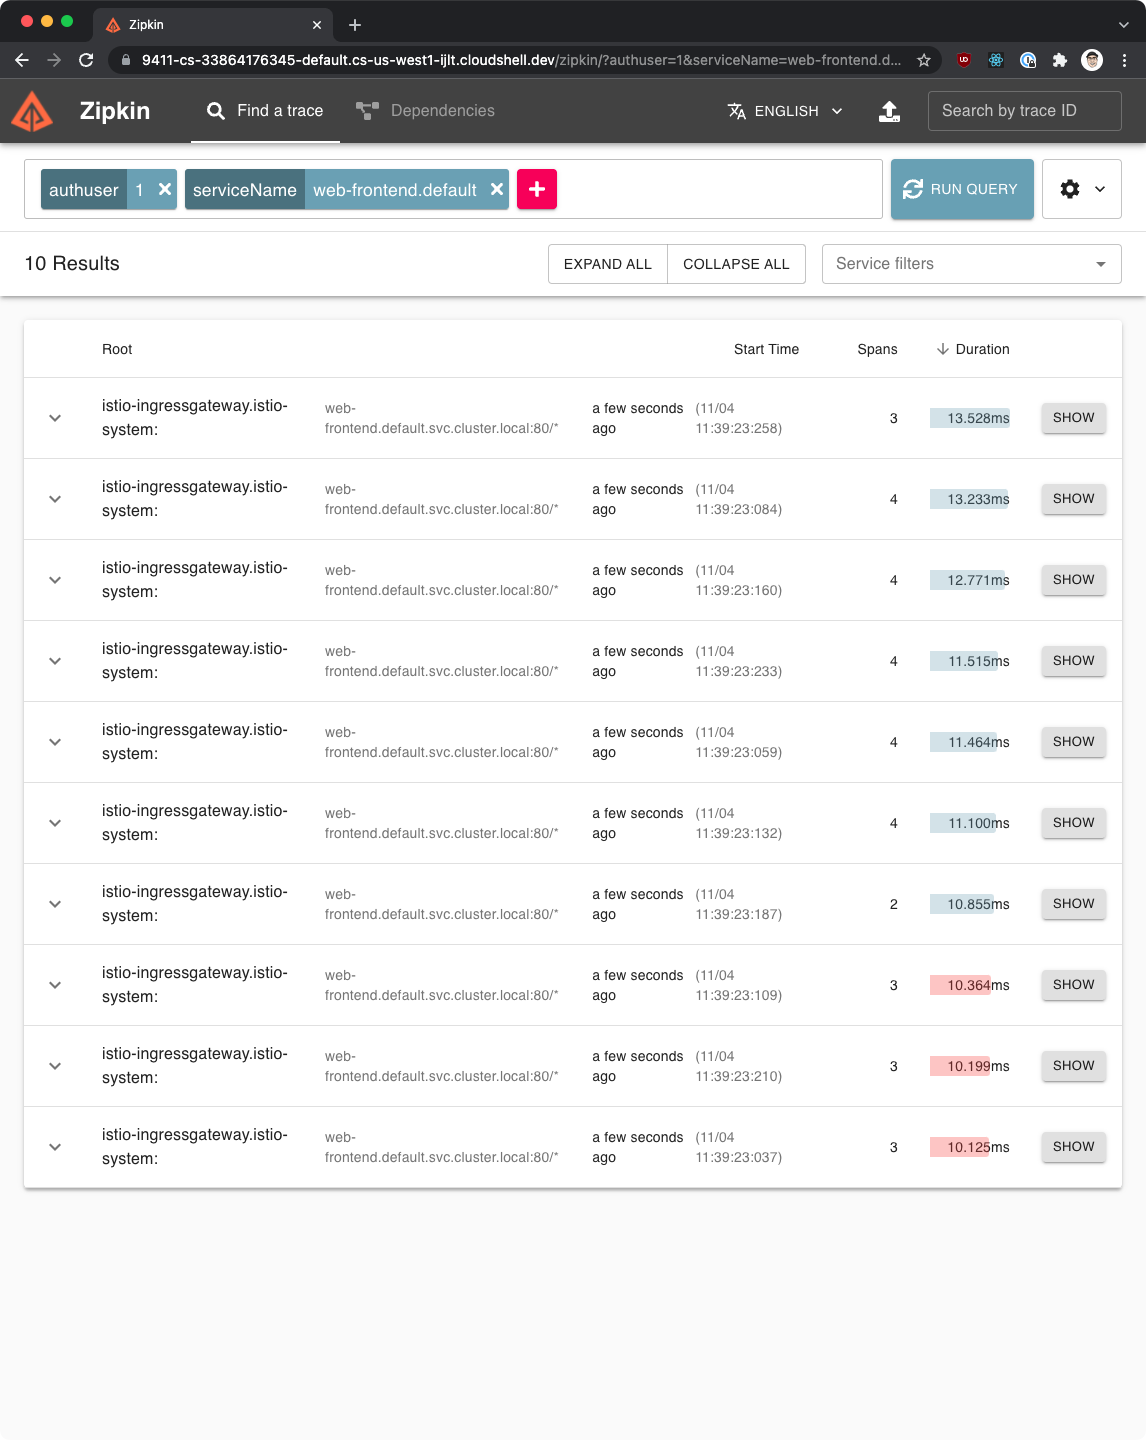 Zipkin
9411-cs-33864176345-default.cs-us-west1-ijlt.cloudshell.dev/zipkin/?authuser=1&serviceName=web-frontend.d...
Zipkin
Find a trace
Dependencies
ENGLISH
Search by trace ID
authuser 1
serviceName web-frontend.default
RUN QUERY
10 Results
EXPAND ALL
COLLAPSE ALL
Service filters
Root Start Time Spans Duration
istio-ingressgateway.istio- web- a few seconds (11/04
system: frontend.default.svc.cluster.local:80/* ago 11:39:23:258)
3 13.528ms SHOW
istio-ingressgateway.istio- web- a few seconds (11/04
system: frontend.default.svc.cluster.local:80/* ago 11:39:23:084)
4 13.233ms SHOW
istio-ingressgateway.istio- web- a few seconds (11/04
system: frontend.default.svc.cluster.local:80/* ago 11:39:23:160)
4 12.771ms SHOW
istio-ingressgateway.istio- web- a few seconds (11/04
system: frontend.default.svc.cluster.local:80/* ago 11:39:23:233)
4 11.515ms SHOW
istio-ingressgateway.istio- web- a few seconds (11/04
system: frontend.default.svc.cluster.local:80/* ago 11:39:23:059)
4 11.464ms SHOW
istio-ingressgateway.istio- web- a few seconds (11/04
system: frontend.default.svc.cluster.local:80/* ago 11:39:23:132)
4 11.100ms SHOW
istio-ingressgateway.istio- web- a few seconds (11/04
system: frontend.default.svc.cluster.local:80/* ago 11:39:23:187)
2 10.855ms SHOW
istio-ingressgateway.istio- web- a few seconds (11/04
system: frontend.default.svc.cluster.local:80/* ago 11:39:23:109)
3 10.364ms SHOW
istio-ingressgateway.istio- web- a few seconds (11/04
system: frontend.default.svc.cluster.local:80/* ago 11:39:23:210)
3 10.199ms SHOW
istio-ingressgateway.istio- web- a few seconds (11/04
system: frontend.default.svc.cluster.local:80/* ago 11:39:23:037)
3 10.125ms SHOW